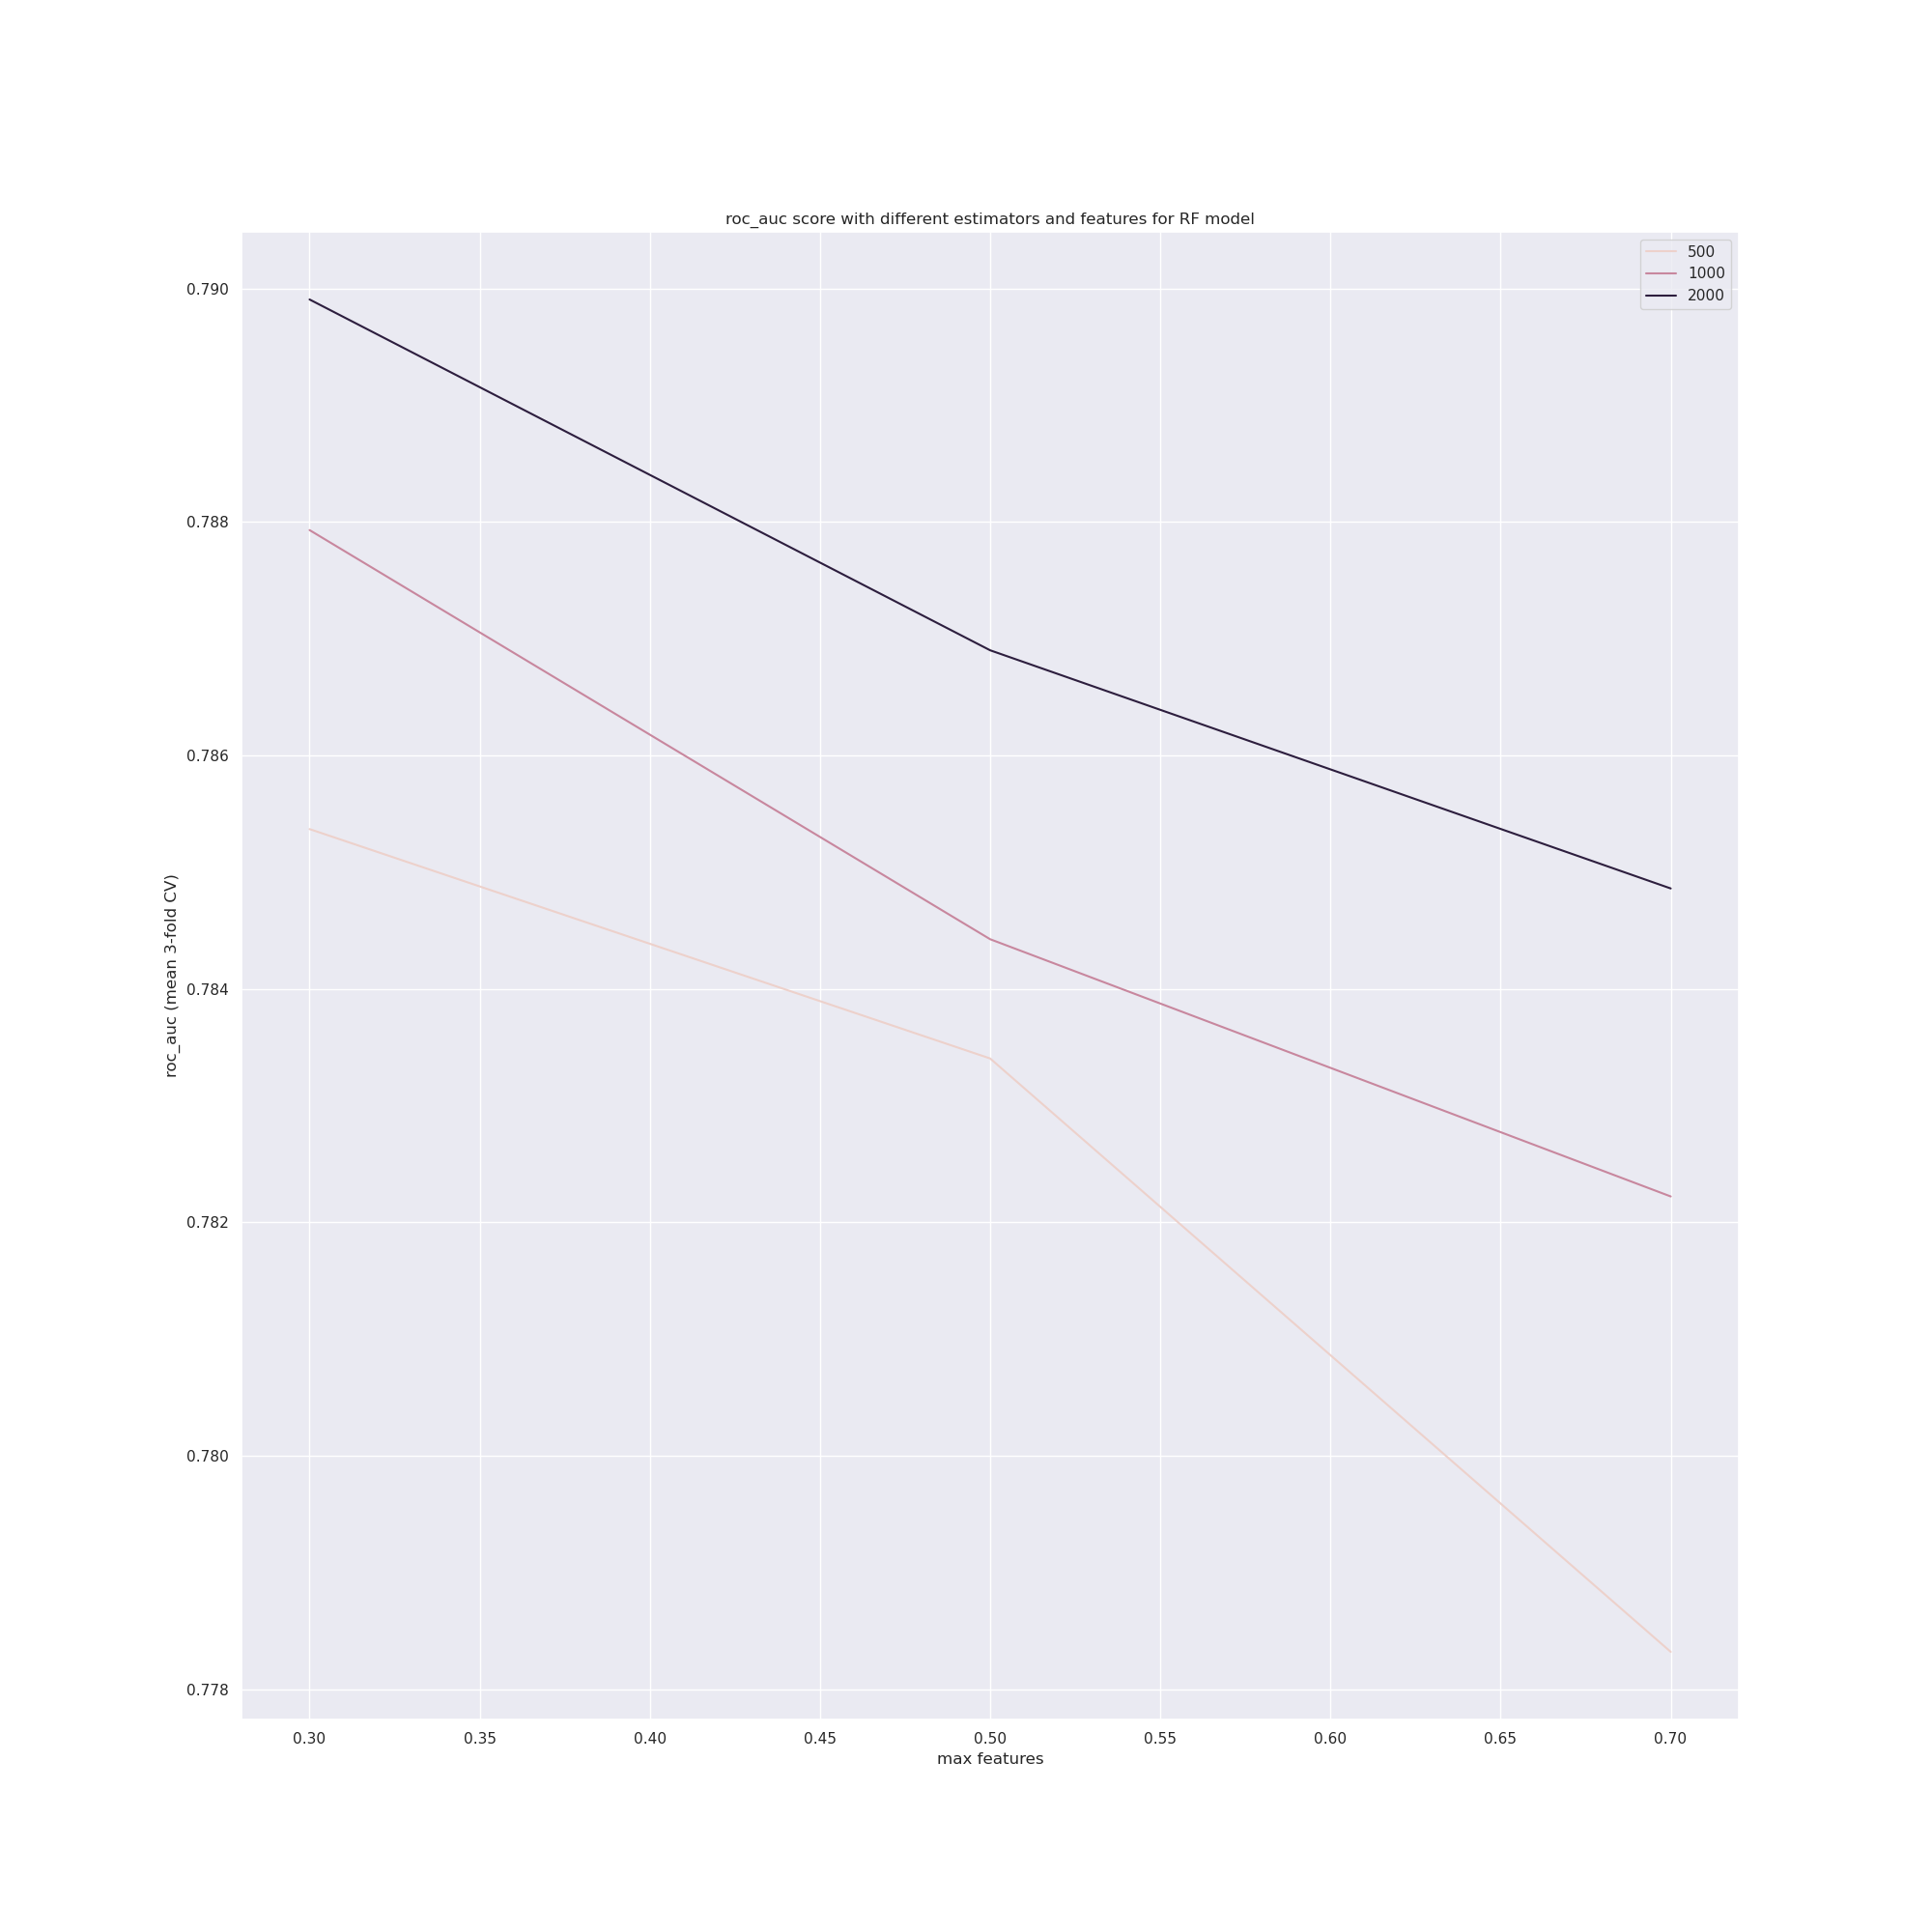 roc_auc score with different estimators and features for RF model
500
1000
2000
0.790
0.788
0.786
0.784
0.782
0.780
0.778
roc_auc (mean 3-fold CV)
0.30 0.35 0.40 0.45 0.50 0.55 0.60 0.65 0.70
max features